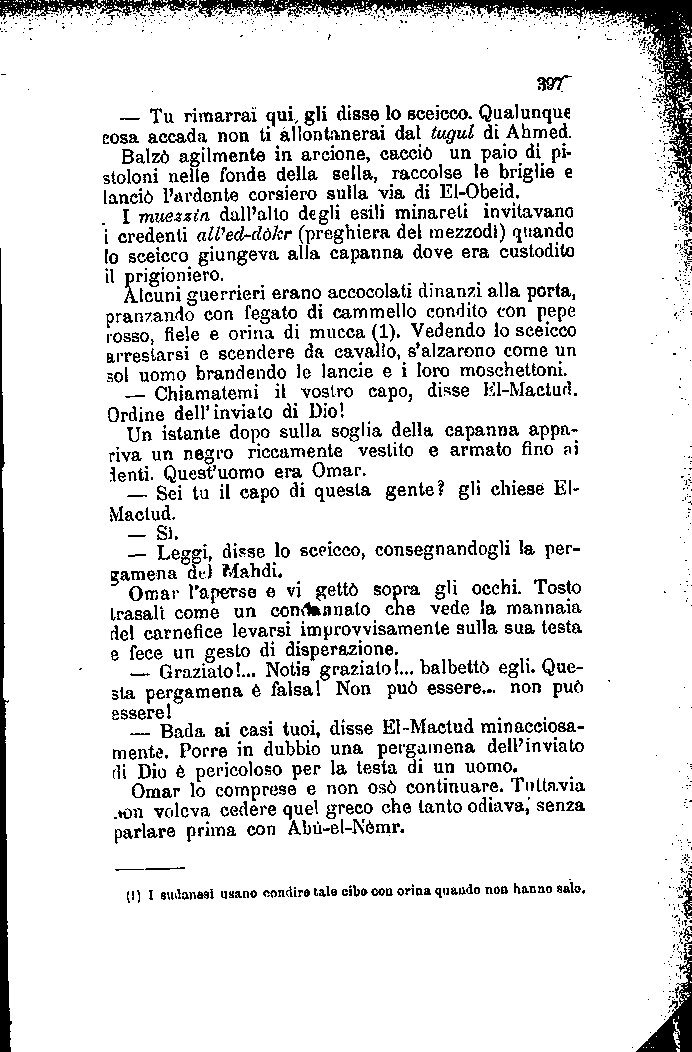 397
— Tu rimarrai qui, gli disse lo sceicco. Qualunque
cosa accada non ti allontanerai dal tugul di Ahmed.
Balzò agilmente in arcione, cacciò un paio di pi-
stoloni nelle fonde della sella, raccolse le briglie e
lanciò l'ardente corsiero sulla via di El-Obeid.
I muezzin dall'alto degli esili minareti invitavano
i credenti all'ed-dòkr (preghiera del mezzodì) quando
lo sceicco giungeva alla capanna dove era custodito
il prigioniero.
Alcuni guerrieri erano accocolati dinanzi alla porta,
pranzando con fegato di cammello condito con pepe
rosso, fiele e orina di mucca (1). Vedendo lo sceicco
arrestarsi e scendere da cavallo, s'alzarono come un
sol uomo brandendo le lancie e i loro moschettoni.
— Chiamatemi il vostro capo, disse El-Mactud.
Ordine dell'inviato di Dio!
Un istante dopo sulla soglia della capanna appa-
riva un negro riccamente vestito e armato fino ai
denti. Quest'uomo era Omar.
— Sei tu il capo di questa gente? gli chiese El-
Mactud.
— Sì.
— Leggi, disse lo sceicco, consegnandogli la per-
gamena del Mahdi.
Omar l'aperse e vi gettò sopra gli occhi. Tosto
trasalì come un condannato che vede la mannaia
del carnefice levarsi improvvisamente sulla sua testa
e fece un gesto di disperazione.
— Graziato!... Notis graziato!... balbettò egli. Que-
sta pergamena è falsa! Non può essere... non può
essere!
— Bada ai casi tuoi, disse El-Mactud minacciosa-
mente. Porre in dubbio una pergamena dell'inviato
di Dio è pericoloso per la testa di un uomo.
Omar lo comprese e non osò continuare. Tuttavia
non voleva cedere quel greco che tanto odiava, senza
parlare prima con Abù-el-Nèmr.
(1) I sudanesi usano condire tale cibo con orina quando non hanno sale.